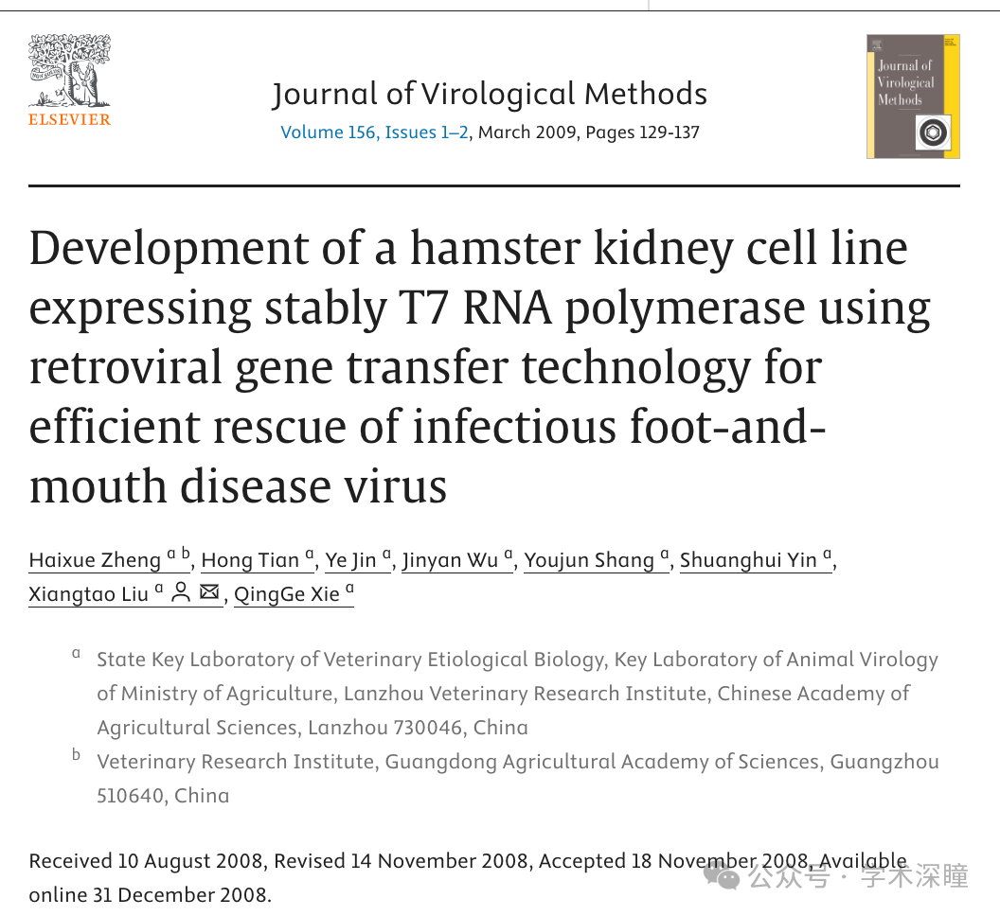 ELSEVIER
Journal of Virological Methods
Volume 156, Issues 1–2, March 2009, Pages 129-137
Journal of
Virological
Methods
Development of a hamster kidney cell line
expressing stably T7 RNA polymerase using
retroviral gene transfer technology for
efficient rescue of infectious foot-and-
mouth disease virus
Haixue Zheng a b, Hong Tian a, Ye Jin a, Jinyan Wu a, Youjun Shang a, Shuanghui Yin a,
Xiangtao Liu a, QingGe Xie a
a State Key Laboratory of Veterinary Etiological Biology, Key Laboratory of Animal Virology
of Ministry of Agriculture, Lanzhou Veterinary Research Institute, Chinese Academy of
Agricultural Sciences, Lanzhou 730046, China
b Veterinary Research Institute, Guangdong Agricultural Academy of Sciences, Guangzhou
510640, China
Received 10 August 2008, Revised 14 November 2008, Accepted 18 November 2008, Available
online 31 December 2008.
公众号 · 学术深瞳